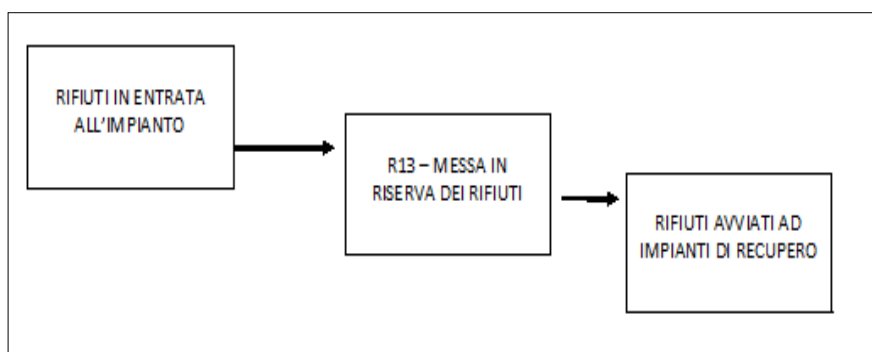 RIFIUTI IN ENTRATA
ALL'IMPIANTO
R13 – MESSA IN
RISERVA DEI RIFIUTI
RIFIUTI AVVIATI AD
IMPIANTI DI RECUPERO